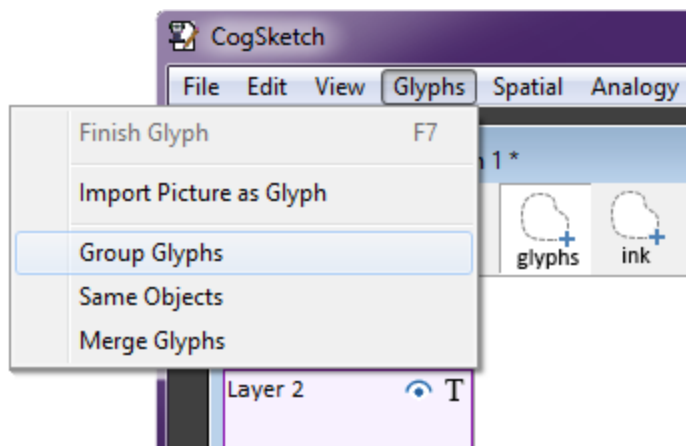 CogSketch
File Edit View Glyphs Spatial Analogy
Finish Glyph F7
1 *
Import Picture as Glyph
glyphs ink
Group Glyphs
Same Objects
Merge Glyphs
Layer 2 T